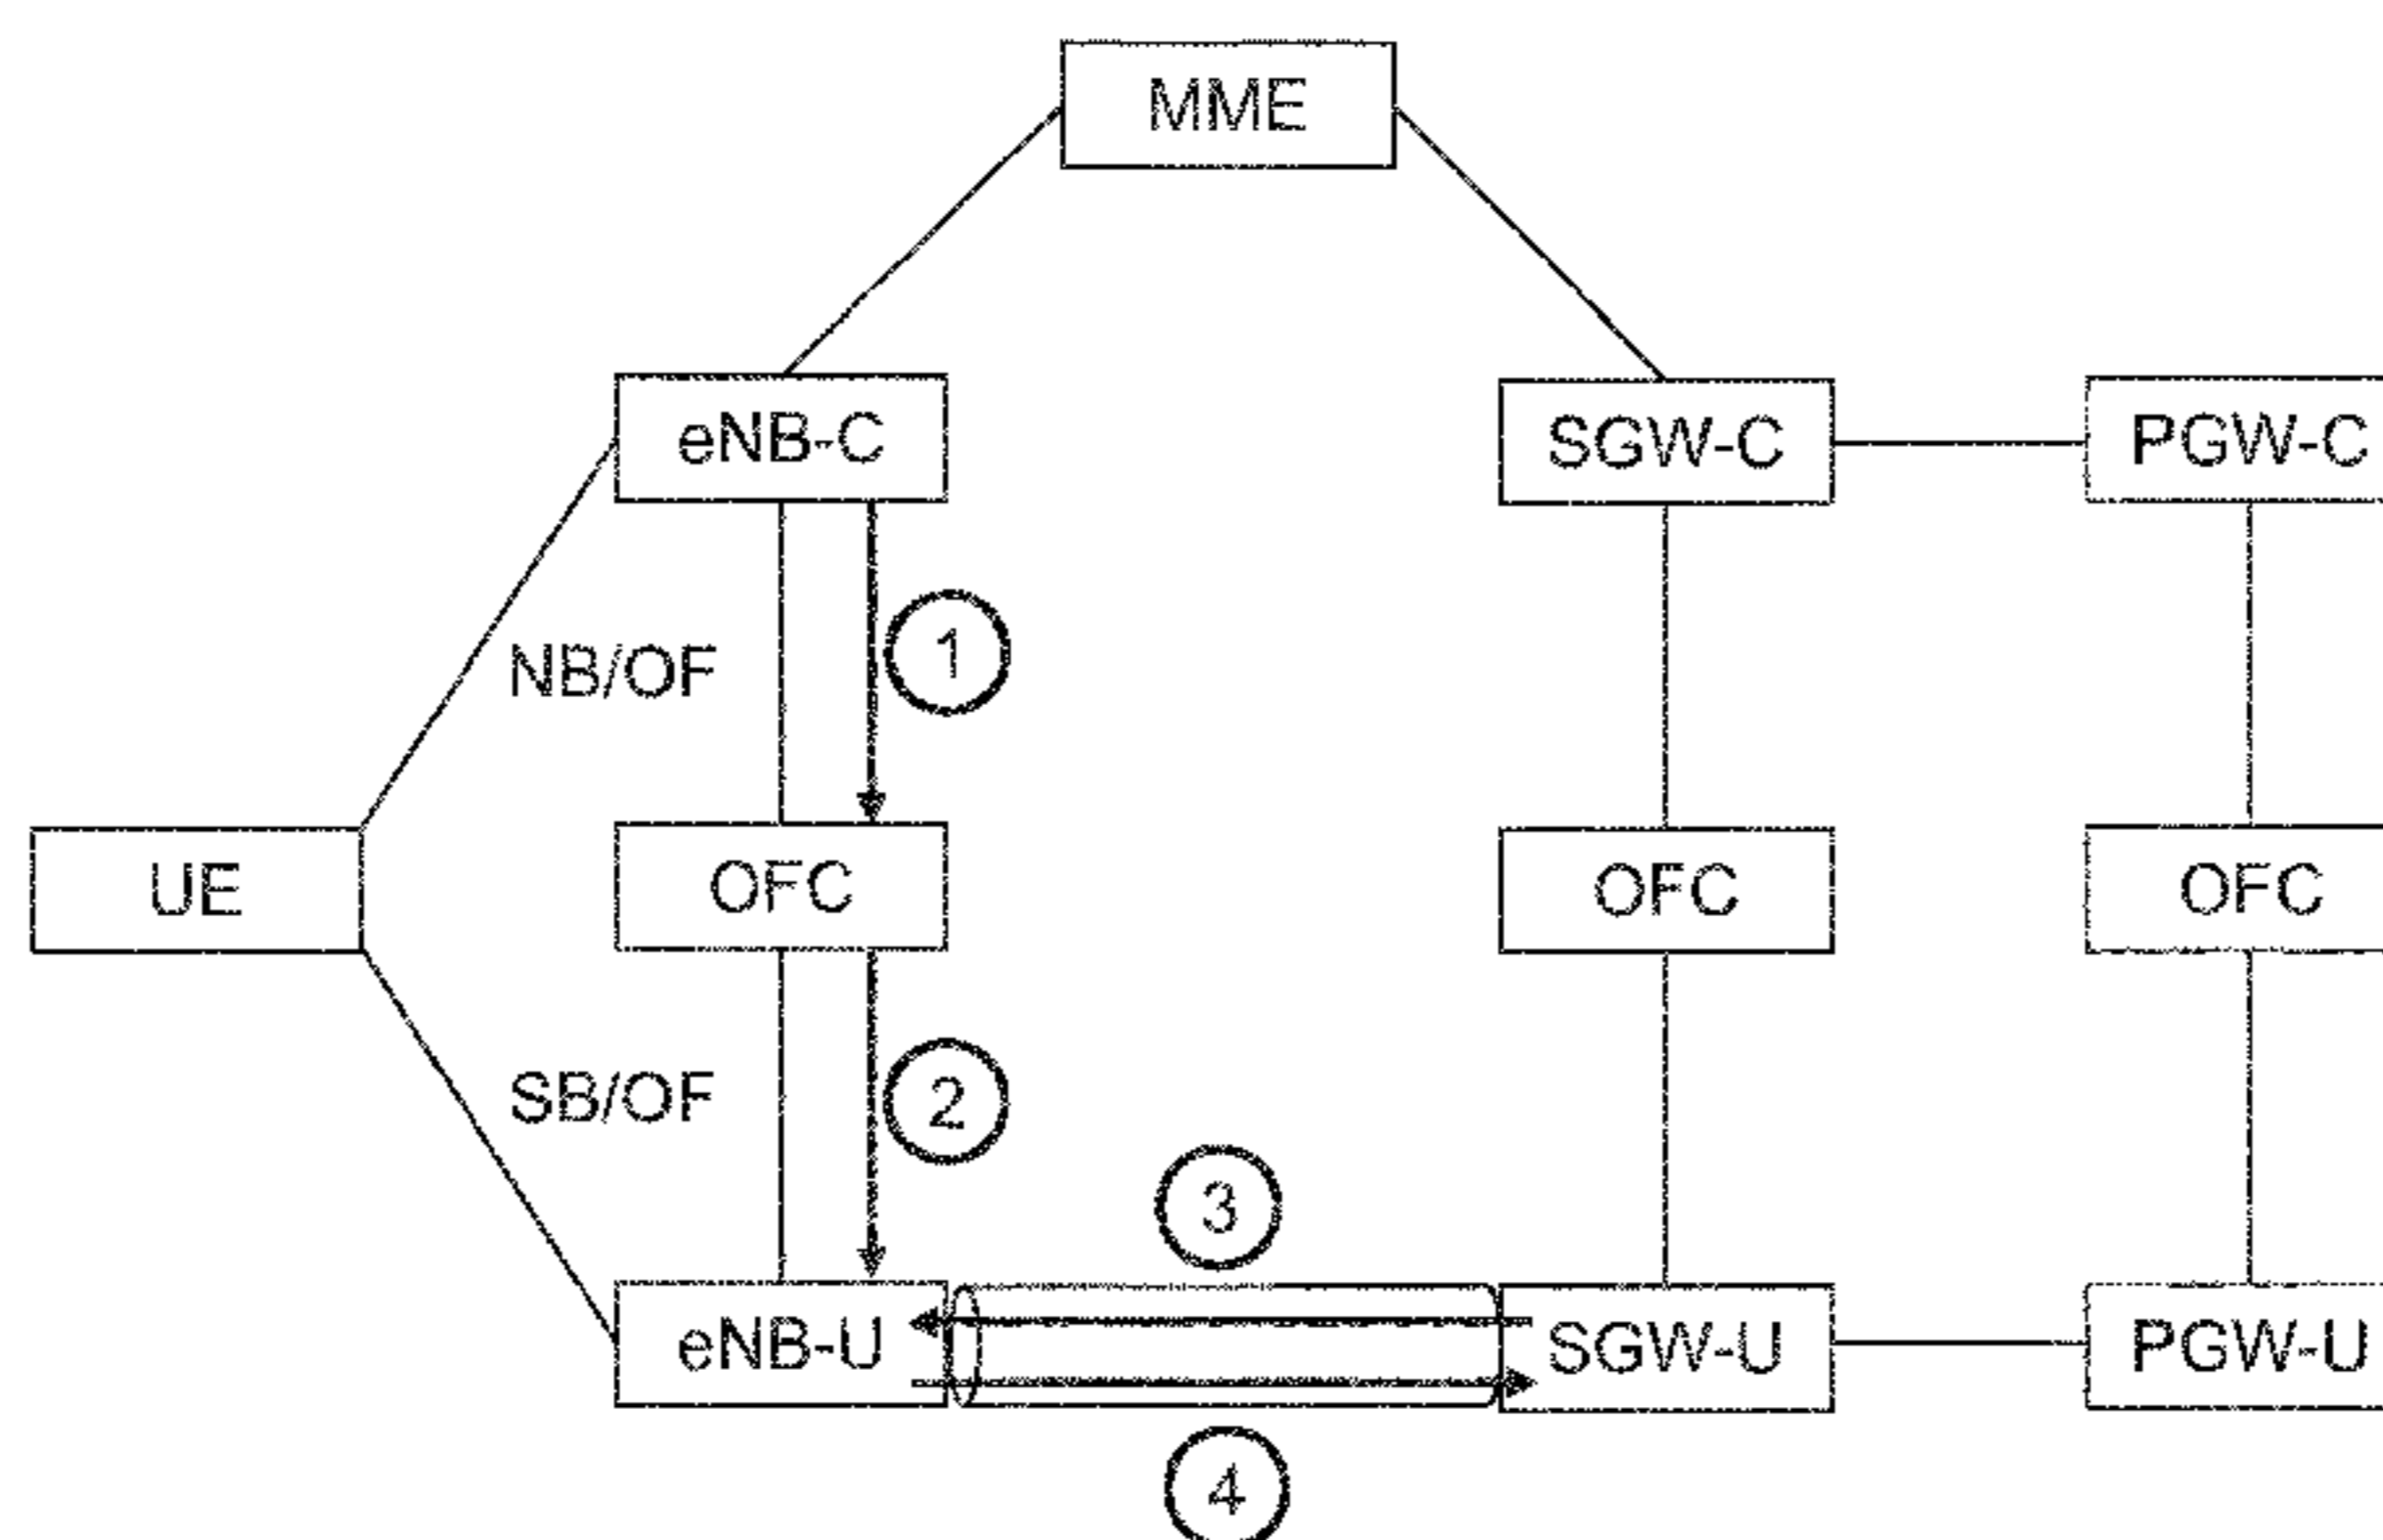 MME
eNB-C
SGW-C
PGW-C
NB/OF
1
UE
OFC
OFC
OFC
SB/OF
2
3
eNB-U
SGW-U
PGW-U
4